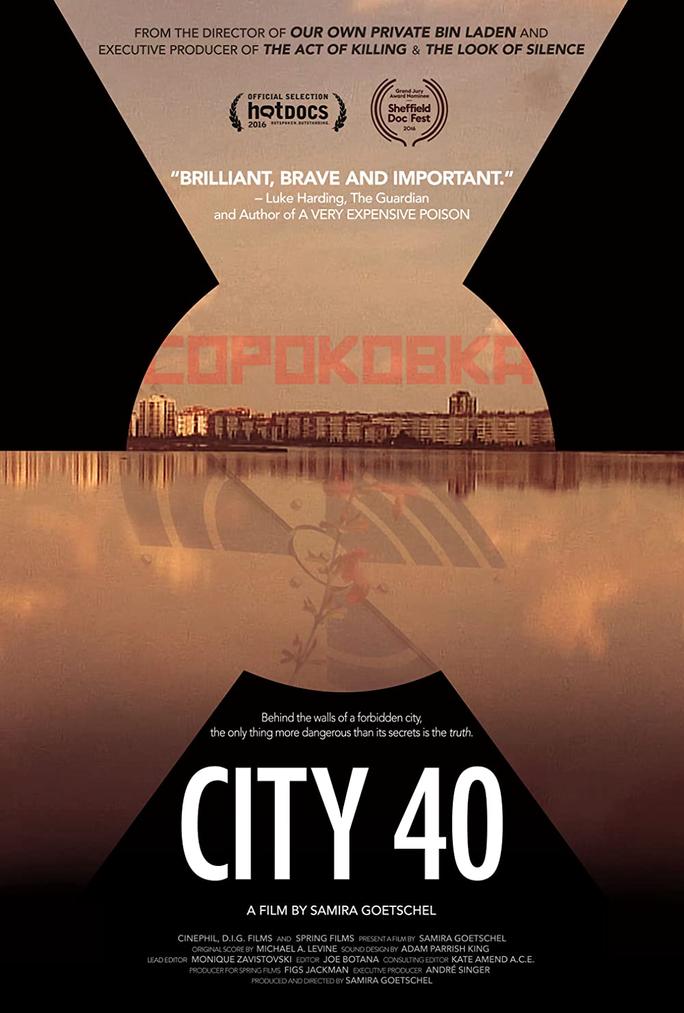 FROM THE DIRECTOR OF OUR OWN PRIVATE BIN LADEN AND
EXECUTIVE PRODUCER OF THE ACT OF KILLING & THE LOOK OF SILENCE
OFFICIAL SELECTION
hotDOCS
2016 OUTSPOKEN. OUTSTANDING.
Grand Jury
Award Nominee
Sheffield
Doc Fest
2016
“BRILLIANT, BRAVE AND IMPORTANT.”
– Luke Harding, The Guardian
and Author of A VERY EXPENSIVE POISON
СОРОКОВКА
Behind the walls of a forbidden city,
the only thing more dangerous than its secrets is the truth.
CITY 40
A FILM BY SAMIRA GOETSCHEL
CINEPHIL, D.I.G. FILMS AND SPRING FILMS PRESENT A FILM BY SAMIRA GOETSCHEL
ORIGINAL SCORE BY MICHAEL A. LEVINE SOUND DESIGN BY ADAM PARRISH KING
LEAD EDITOR MONIQUE ZAVISTOVSKI EDITOR JOE BOTANA CONSULTING EDITOR KATE AMEND A.C.E.
PRODUCER FOR SPRING FILMS FIGS JACKMAN EXECUTIVE PRODUCER ANDRÉ SINGER
PRODUCED AND DIRECTED BY SAMIRA GOETSCHEL